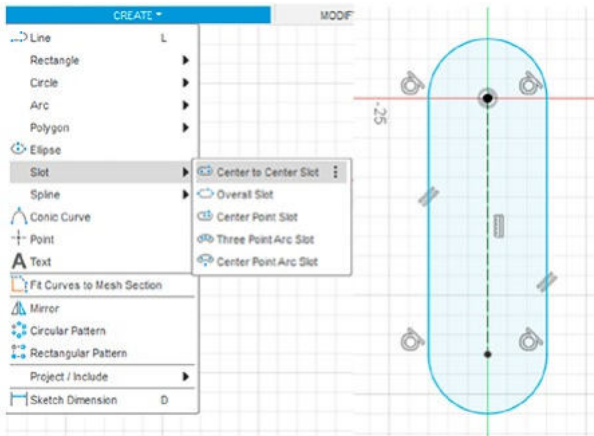 CREATE
MODIF
Line L
Rectangle
Circle
Arc
Polygon
Ellipse
Slot
Spline
Conic Curve
Point
Text
Fit Curves to Mesh Section
Mirror
Circular Pattern
Rectangular Pattern
Project / Include
Sketch Dimension D
Center to Center Slot
Overall Slot
Center Point Slot
Three Point Arc Slot
Center Point Arc Slot
-25